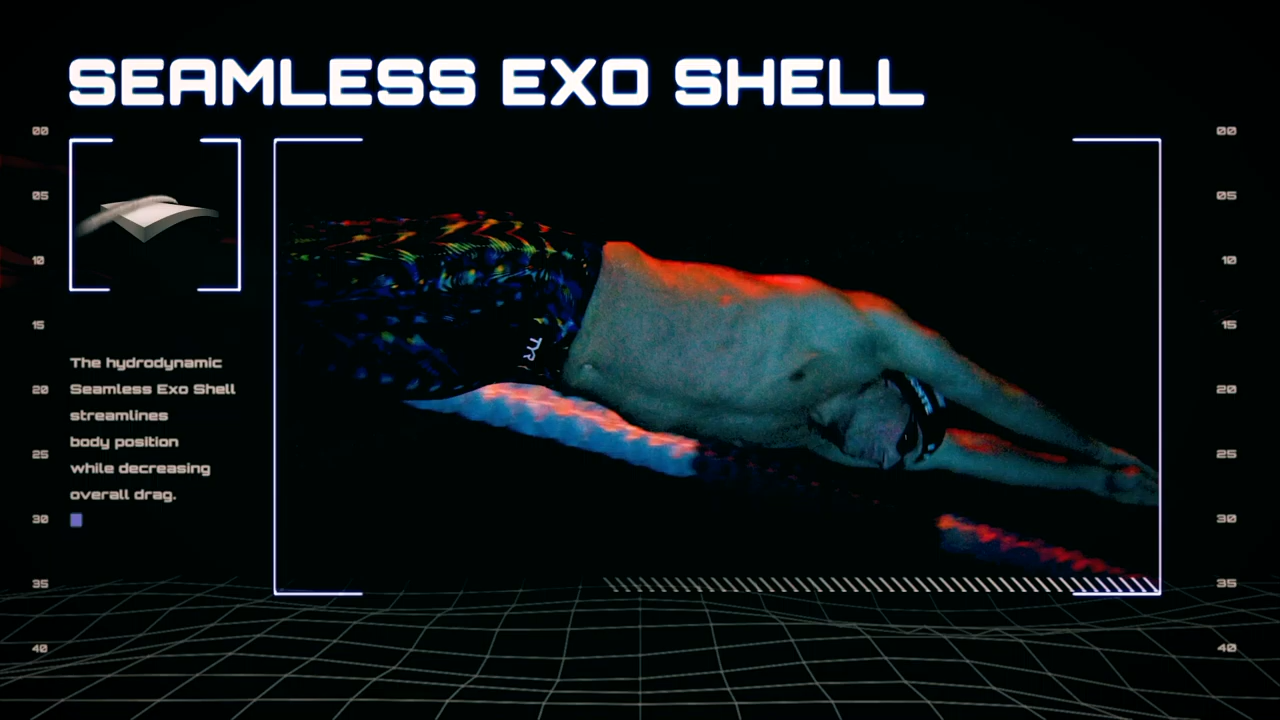 SEAMLESS EXO SHELL
00
05
10
15
20
25
30
35
40
The hydrodynamic
Seamless Exo Shell
streamlines
body position
while decreasing
overall drag.
TYR
00
05
10
15
20
25
30
35
40